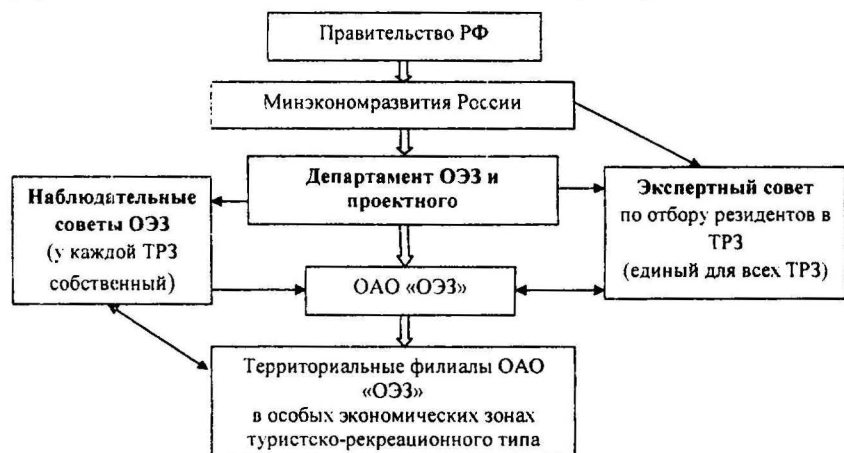 Правительство РФ
Минэкономразвития России
Департамент ОЭЗ и
проектного
Наблюдательные
советы ОЭЗ
(у каждой ТРЗ
собственный)
Экспертный совет
по отбору резидентов в
ТРЗ
(единый для всех ТРЗ)
ОАО «ОЭЗ»
Территориальные филиалы ОАО
«ОЭЗ»
в особых экономических зонах
туристско-рекреационного типа